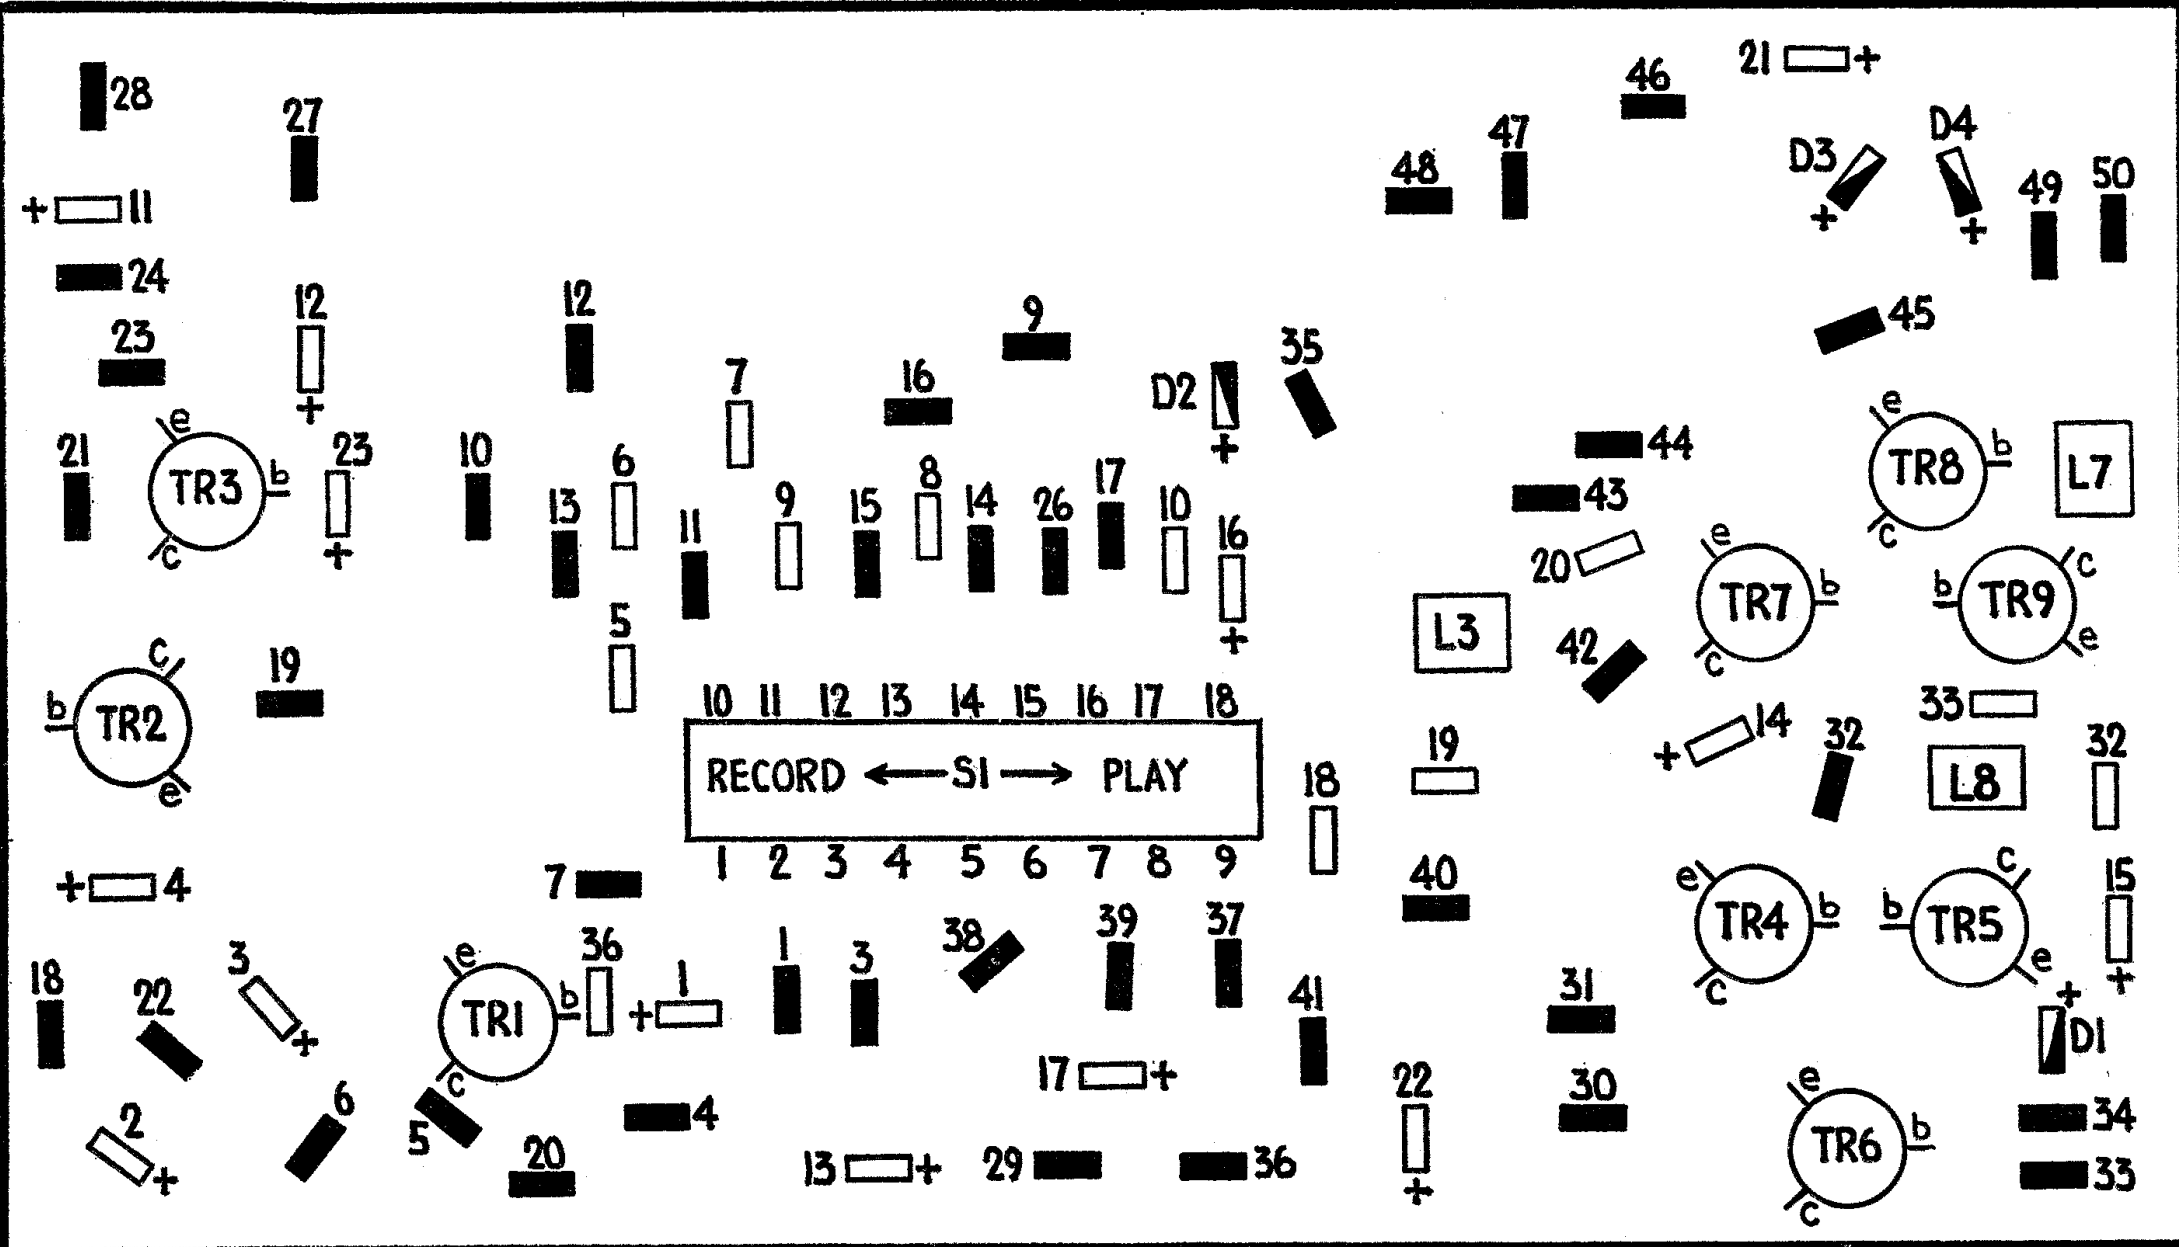 21 +
46
28
27
47
D4
48
D3
50
49
+ 11
+
+
24
12
12
9
45
23
35
7
16
D2
+
e
e
+
21
TR3
b
23
10
6
8
17
44
TR8
b
L7
13
9
15
14
26
10
43
c
+
11
16
20
e
c
c
5
+
L3
TR7
b
b
TR9
42
c
e
c
19
10 11 12 13 14 15 16 17 18
33
b
TR2
19
+
14
32
32
RECORD ← S1 → PLAY
18
L8
e
1 2 3 4 5 6 7 8 9
+ 4
7
40
e
c
15
3
e
36
1
38
39
37
TR4
b
b
TR5
18
22
b
+
1
3
41
31
c
e
+
+
TR1
+
D1
c
17 +
22
30
e
2
6
5
4
34
+
20
13 +
29
36
+
TR6
b
33
c